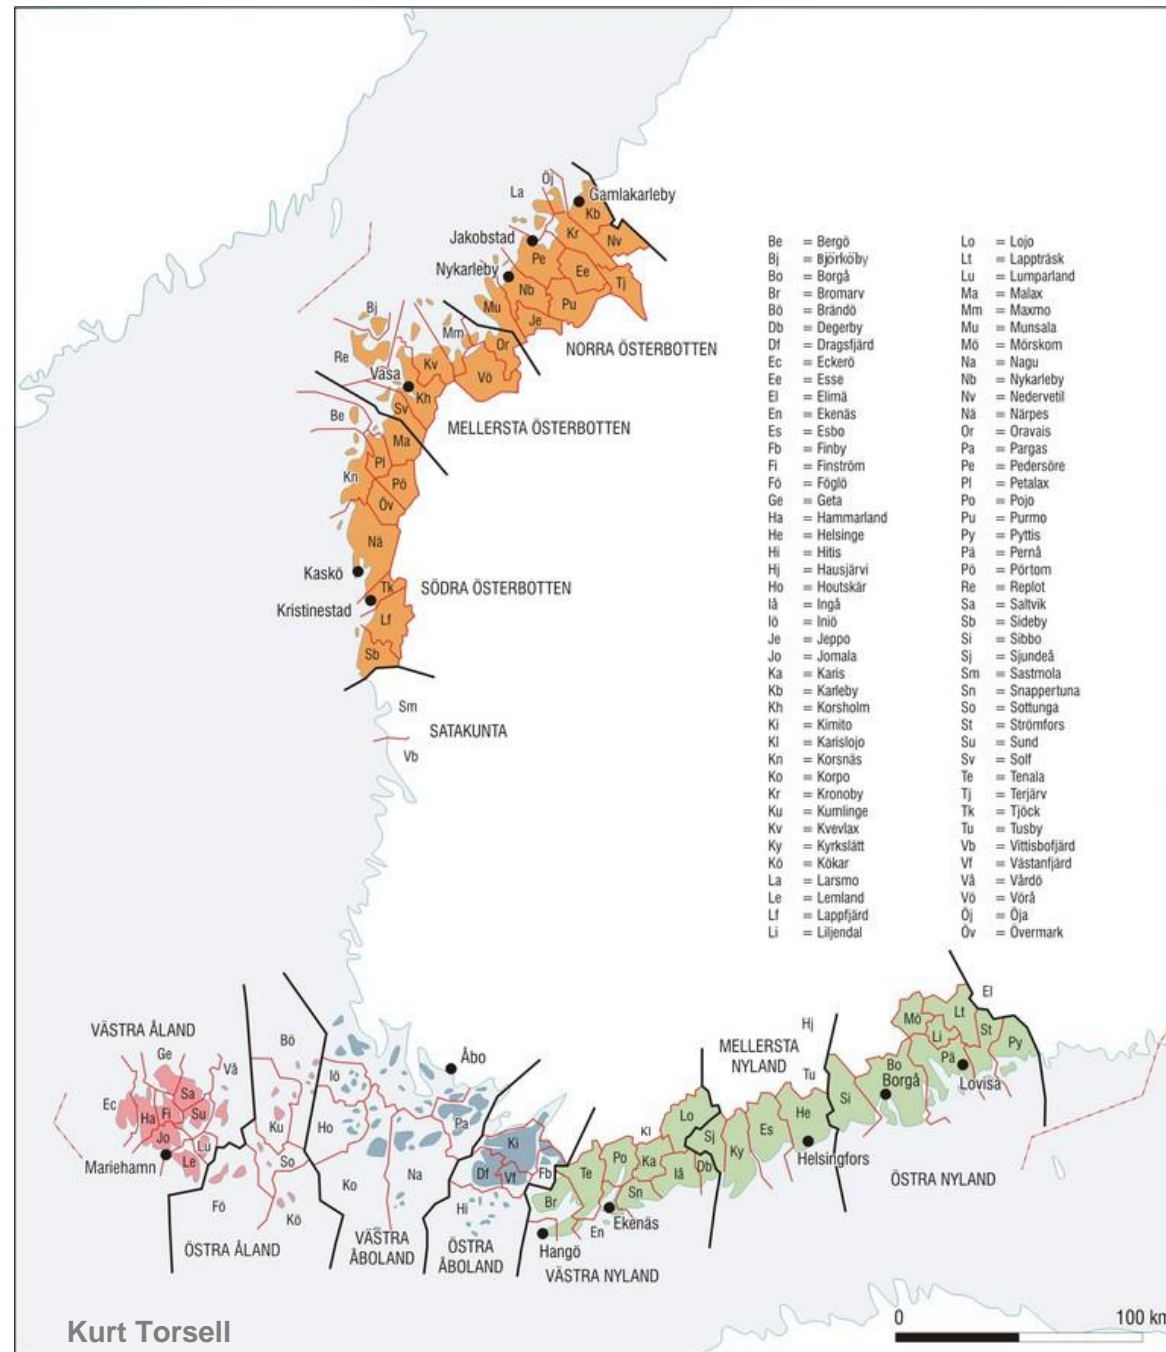 Öj
La
Gamlakarleby
Kb
Kr
Jakobstad
Nv
Pe
Ee
Nykarleby
Tj
Nb
Mu
Pu
Bj
Je
Mm
Or
NORRA ÖSTERBOTTEN
Re
Kv
Vasa
Vö
Kh
Sv
Be
MELLERSTA ÖSTERBOTTEN
Ma
Pl
Kn
Pö
Öv
Nä
Kaskö
Tk
SÖDRA ÖSTERBOTTEN
Kristinestad
Lf
Sb
Sm
SATAKUNTA
Vb
Be = Bergö
Bj = Björköby
Bo = Borgå
Br = Bromarv
Bö = Brändö
Db = Degerby
Df = Dragsfjärd
Ec = Eckerö
Ee = Esse
El = Elimä
En = Ekenäs
Es = Esbo
Fb = Finby
Fi = Finström
Fö = Föglö
Ge = Geta
Ha = Hammarland
He = Helsinge
Hi = Hitis
Hj = Hausjärvi
Ho = Houtskär
Iå = Ingå
Iö = Iniö
Je = Jeppo
Jo = Jomala
Ka = Karis
Kb = Karleby
Kh = Korsholm
Ki = Kimito
Kl = Karislojo
Kn = Korsnäs
Ko = Korpo
Kr = Kronoby
Ku = Kumlinge
Kv = Kvevlax
Ky = Kyrkslätt
Kö = Kökar
La = Larsmo
Le = Lemland
Lf = Lappfjärd
Li = Liljendal
Lo = Lojo
Lt = Lappträsk
Lu = Lumparland
Ma = Malax
Mm = Maxmo
Mu = Munsala
Mö = Mörskom
Na = Nagu
Nb = Nykarleby
Nv = Nedervetil
Nä = Närpes
Or = Oravais
Pa = Pargas
Pe = Pedersöre
Pl = Petalax
Po = Pojo
Pu = Purmo
Py = Pyttis
Pä = Pernå
Pö = Pörtom
Re = Replot
Sa = Saltvik
Sb = Sideby
Si = Sibbo
Sj = Sjundeå
Sm = Sastmola
Sn = Snappertuna
So = Sottunga
St = Strömfors
Su = Sund
Sv = Solf
Te = Tenala
Tj = Terjärv
Tk = Tjöck
Tu = Tusby
Vb = Vittisbofjärd
Vf = Västanfjärd
Vå = Vårdö
Vö = Vörå
Öj = Öja
Öv = Övermark
VÄSTRA ÅLAND
Ge
Vå
Ec
Sa
Ha
Fi
Su
Jo
Lu
Mariehamn
Le
Fö
Bö
Ku
So
Kö
ÖSTRA ÅLAND
Iö
Ho
Ko
Na
VÄSTRA
ÅBOLAND
Åbo
Pa
Ki
Df
Vf
Fb
Hi
ÖSTRA
ÅBOLAND
Br
Te
Po
Kl
Ka
Lo
Sj
Iå
Db
Sn
Ekenäs
En
Hangö
VÄSTRA NYLAND
MELLERSTA
NYLAND
Hj
Tu
Ky
Es
He
Helsingfors
Si
Bo
Borgå
Mö
Li
Lt
El
St
Py
Pä
Lovisa
ÖSTRA NYLAND
0 100 km
Kurt Torsell